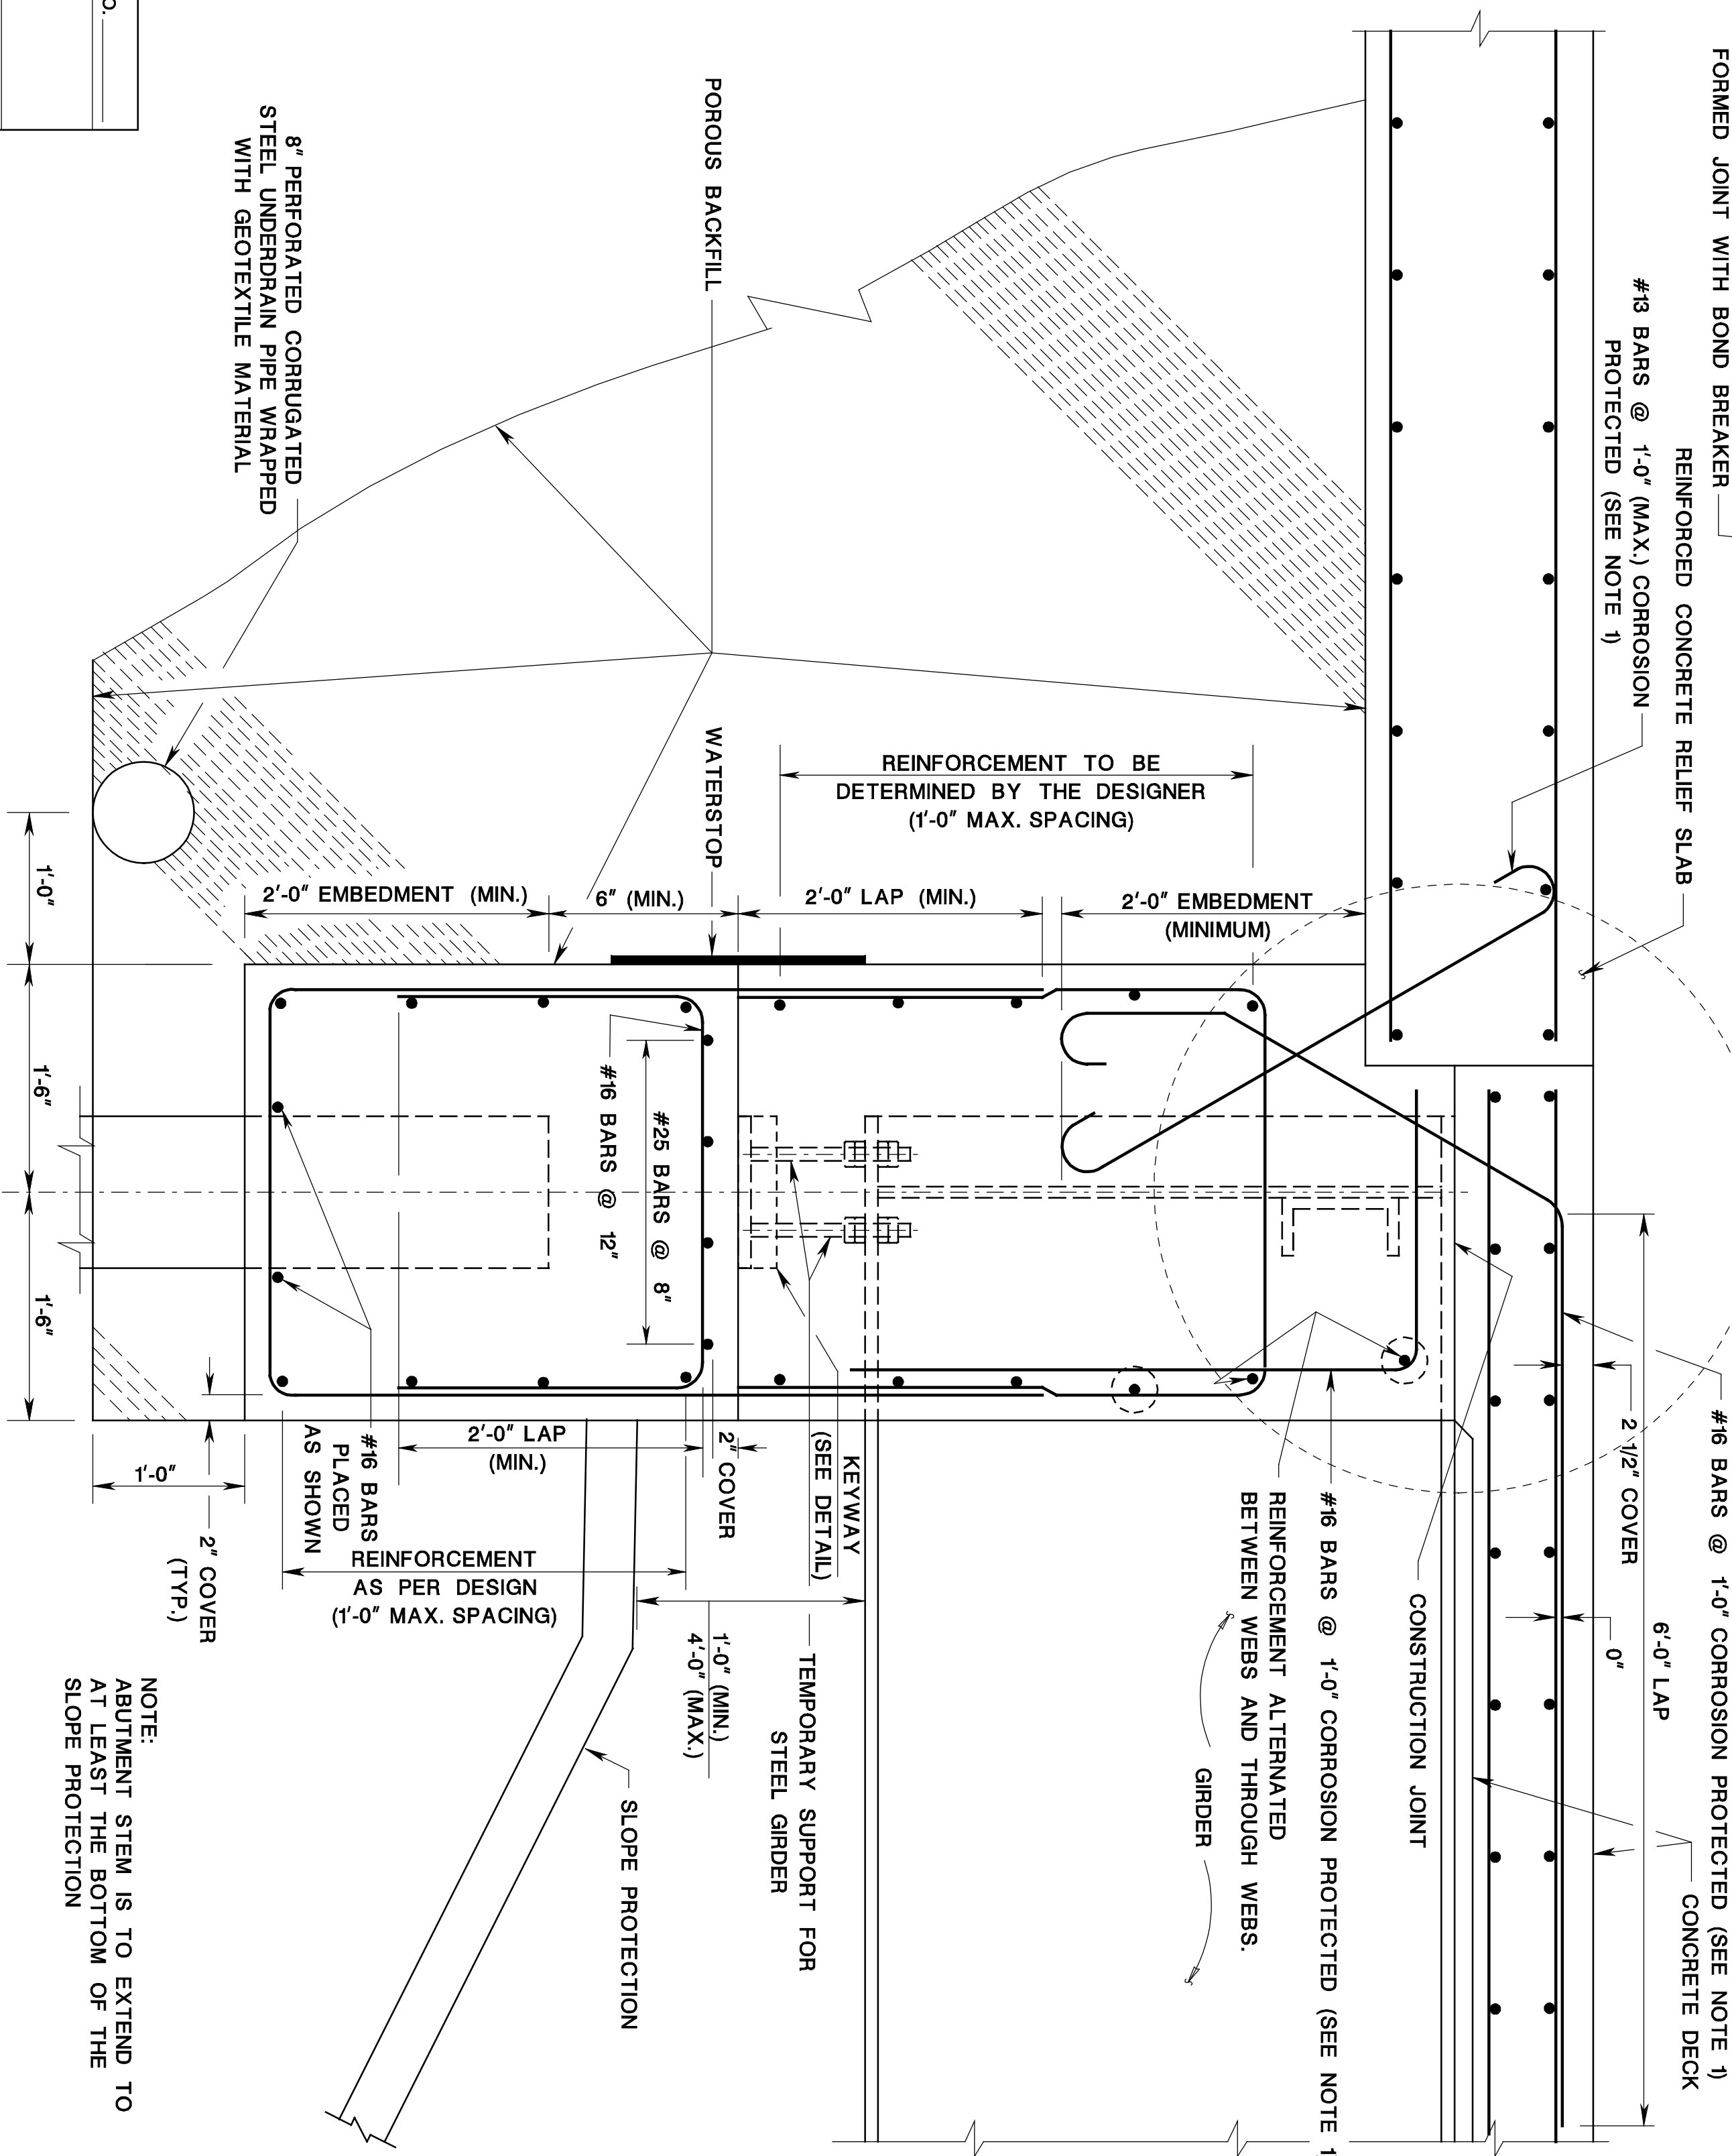 FORMED JOINT WITH BOND BREAKER
REINFORCED CONCRETE RELIEF SLAB
#13 BARS @ 1'-0" (MAX.) CORROSION
PROTECTED (SEE NOTE 1)
#16 BARS @ 1'-0" CORROSION PROTECTED (SEE NOTE 1)
CONCRETE DECK
6'-0" LAP
2 1/2" COVER
0"
CONSTRUCTION JOINT
#16 BARS @ 1'-0" CORROSION PROTECTED (SEE NOTE 1
REINFORCEMENT ALTERNATED
BETWEEN WEBS AND THROUGH WEBS.
GIRDER
POROUS BACKFILL
WATERSTOP
REINFORCEMENT TO BE
DETERMINED BY THE DESIGNER
(1'-0" MAX. SPACING)
2'-0" EMBEDMENT (MIN.)
6" (MIN.)
2'-0" LAP (MIN.)
2'-0" EMBEDMENT
(MINIMUM)
KEYWAY
(SEE DETAIL)
TEMPORARY SUPPORT FOR
STEEL GIRDER
2" COVER
1'-0" (MIN.)
4'-0" (MAX.)
#25 BARS @ 8"
#16 BARS @ 12"
SLOPE PROTECTION
2'-0" LAP
(MIN.)
#16 BARS
PLACED
AS SHOWN
REINFORCEMENT
AS PER DESIGN
(1'-0" MAX. SPACING)
8" PERFORATED CORRUGATED
STEEL UNDERDRAIN PIPE WRAPPED
WITH GEOTEXTILE MATERIAL
1'-0"
2" COVER
(TYP.)
1'-0"
1'-6"
1'-6"
NOTE:
ABUTMENT STEM IS TO EXTEND TO
AT LEAST THE BOTTOM OF THE
SLOPE PROTECTION
O.